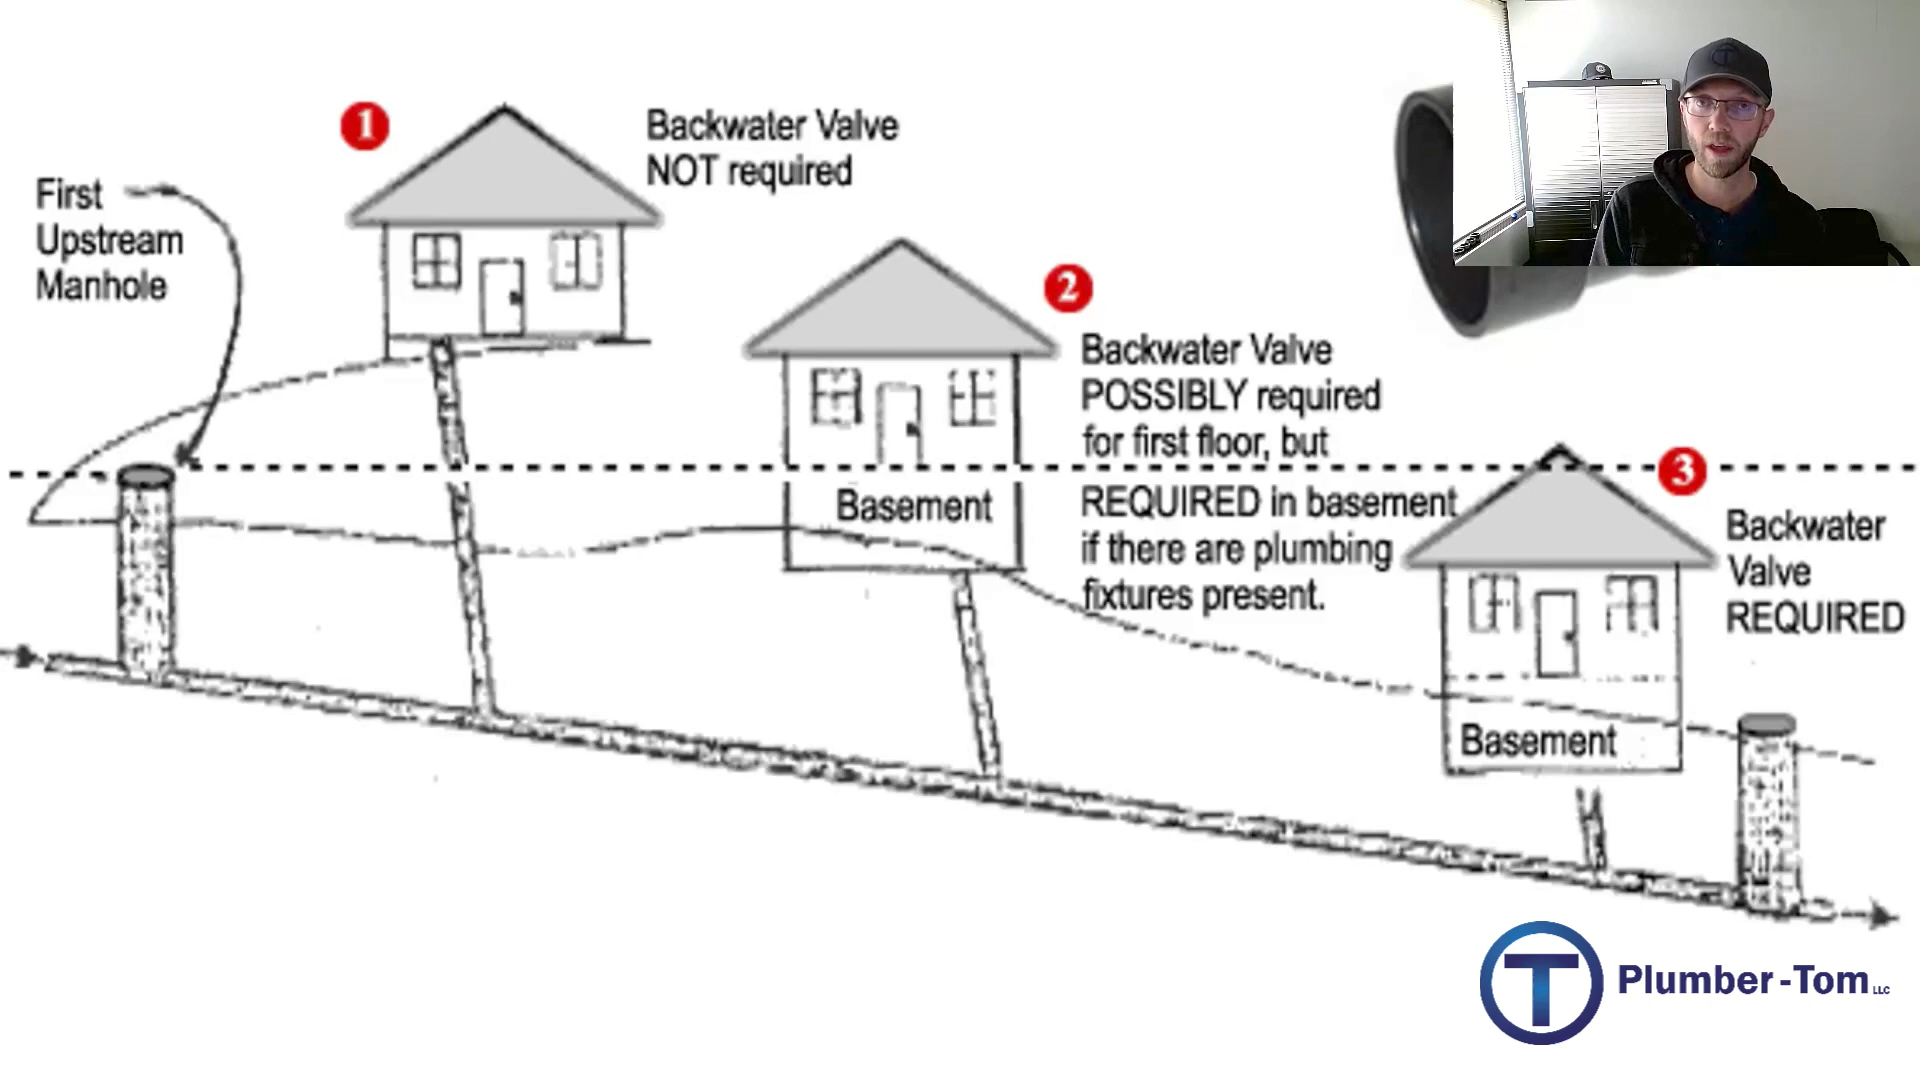 1
Backwater Valve
NOT required
First
Upstream
Manhole
2
Backwater Valve
POSSIBLY required
for first floor, but
REQUIRED in basement
if there are plumbing
fixtures present.
Basement
3
Backwater
Valve
REQUIRED
Basement
T
Plumber-Tom LLC